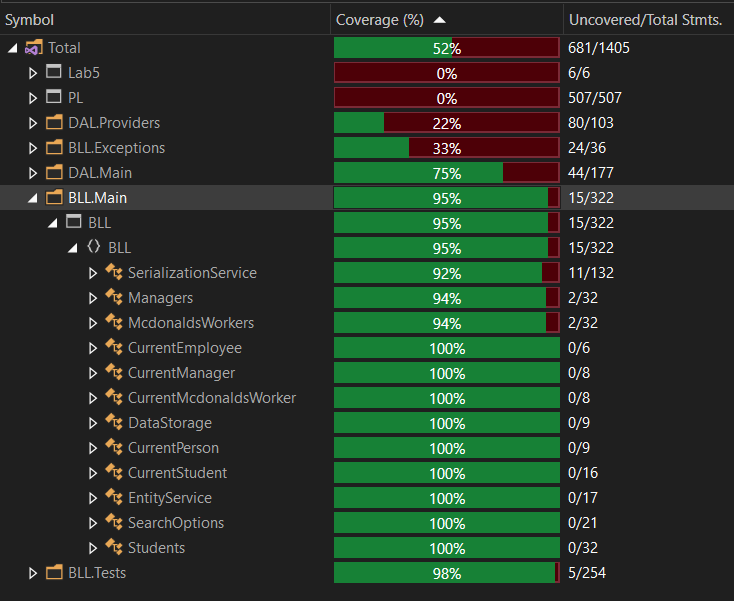 Symbol Coverage (%) Uncovered/Total Stmts.
Total 52% 681/1405
Lab5 0% 6/6
PL 0% 507/507
DAL.Providers 22% 80/103
BLL.Exceptions 33% 24/36
DAL.Main 75% 44/177
BLL.Main 95% 15/322
BLL 95% 15/322
BLL 95% 15/322
SerializationService 92% 11/132
Managers 94% 2/32
McdonaldsWorkers 94% 2/32
CurrentEmployee 100% 0/6
CurrentManager 100% 0/8
CurrentMcdonaldsWorker 100% 0/8
DataStorage 100% 0/9
CurrentPerson 100% 0/9
CurrentStudent 100% 0/16
EntityService 100% 0/17
SearchOptions 100% 0/21
Students 100% 0/32
BLL.Tests 98% 5/254